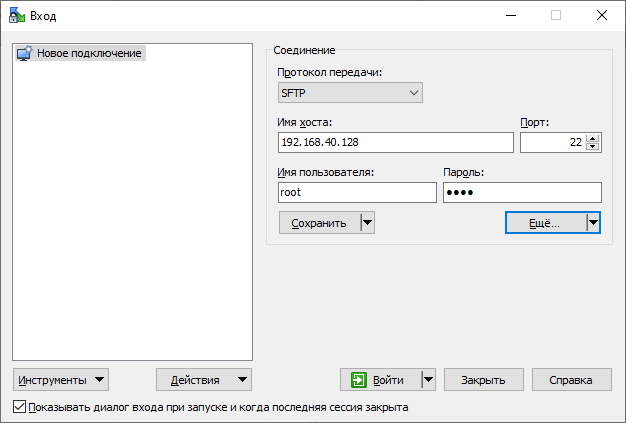 Вход
Новое подключение
Соединение
Протокол передачи:
SFTP
Имя хоста:
Порт:
192.168.40.128
22
Имя пользователя:
Пароль:
root
●●●●
Сохранить
Ещё...
Инструменты
Действия
Войти
Закрыть
Справка
Показывать диалог входа при запуске и когда последняя сессия закрыта